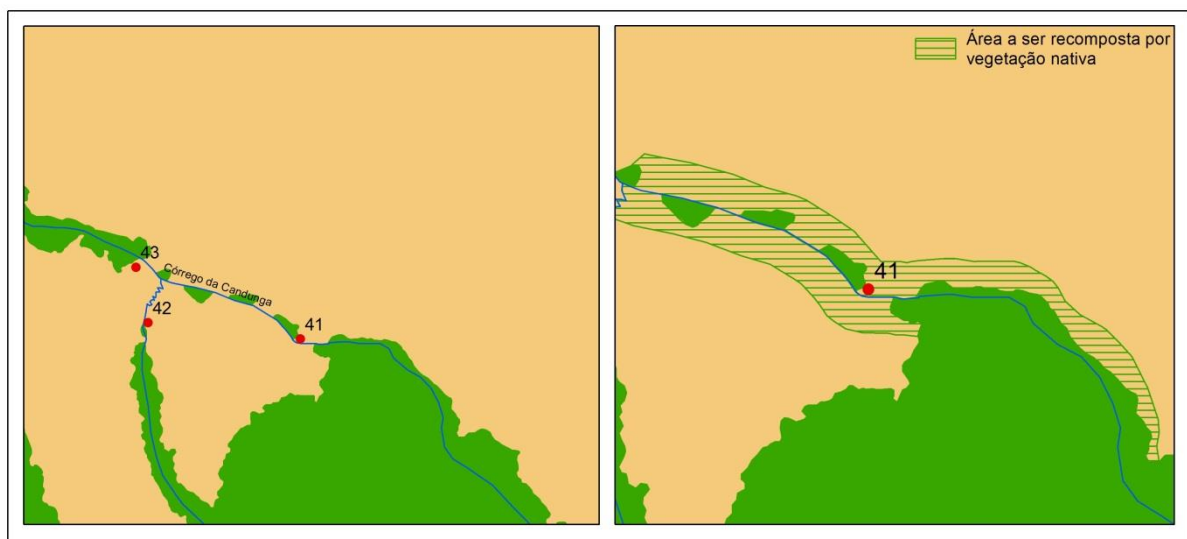 43
Córrego da Candunga
42
41
Área a ser recomposta por
vegetação nativa
41